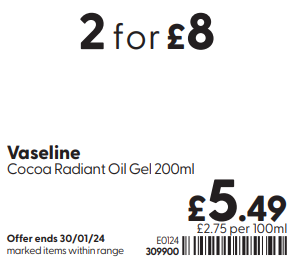 2 for £8
Vaseline
Cocoa Radiant Oil Gel 200ml
£5.49
£2.75 per 100ml
Offer ends 30/01/24
marked items within range
E0124
309900